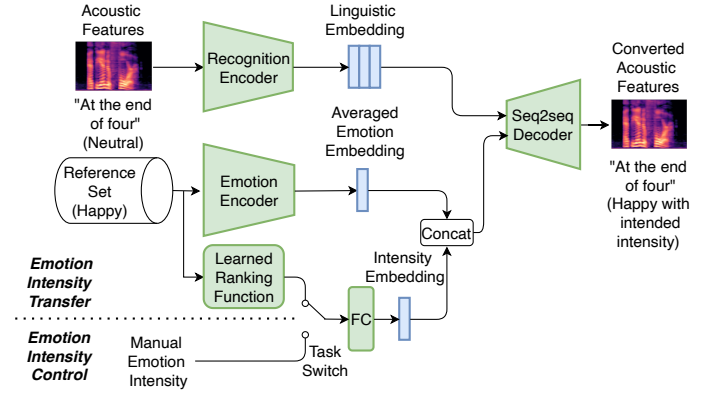 Acoustic
Features
"At the end
of four"
(Neutral)
Recognition
Encoder
Linguistic
Embedding
Seq2seq
Decoder
Converted
Acoustic
Features
"At the end
of four"
(Happy with
intended
intensity)
Reference
Set
(Happy)
Emotion
Encoder
Averaged
Emotion
Embedding
Concat
Learned
Ranking
Function
Intensity
Embedding
FC
Emotion
Intensity
Transfer
Emotion
Intensity
Control
Manual
Emotion
Intensity
Task
Switch